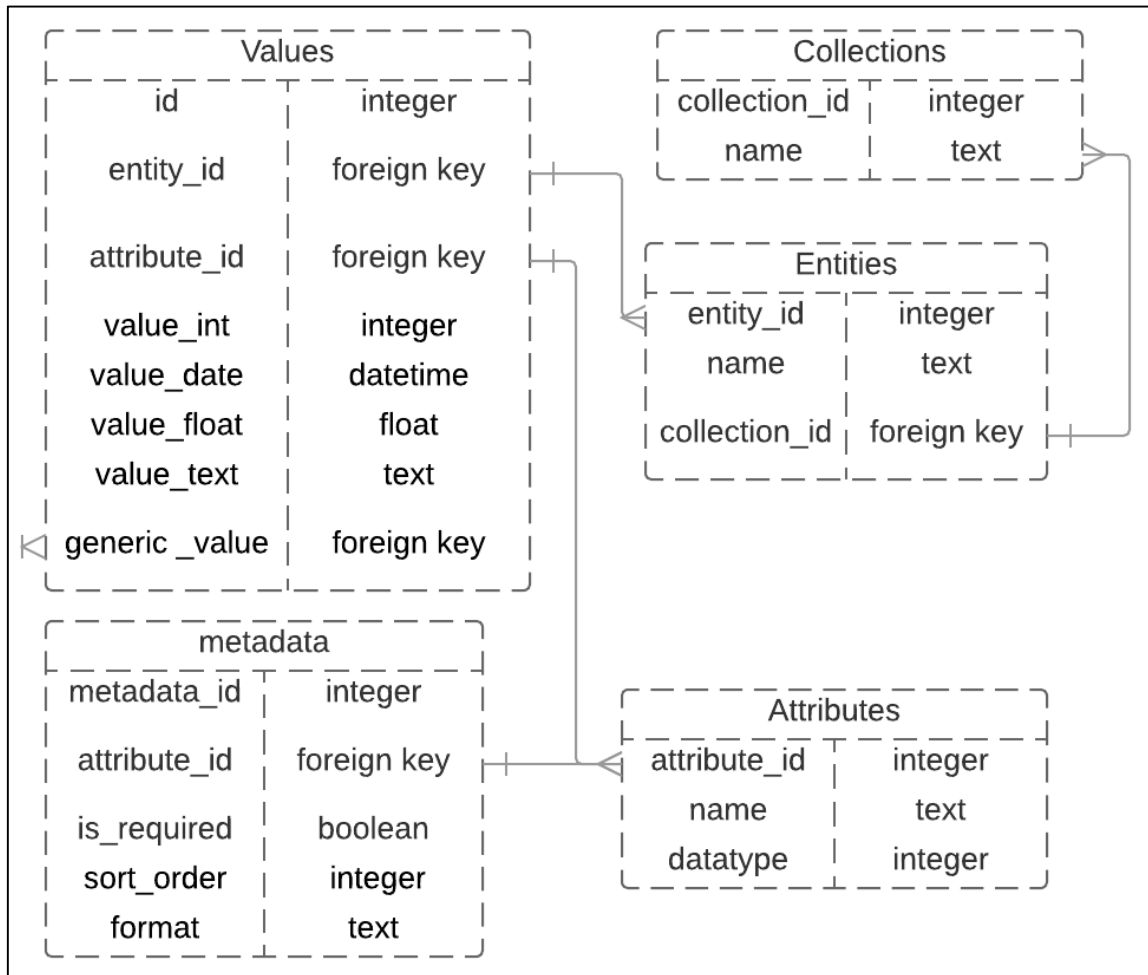 Values
id integer
entity_id foreign key
attribute_id foreign key
value_int integer
value_date datetime
value_float float
value_text text
generic _value foreign key
Collections
collection_id integer
name text
Entities
entity_id integer
name text
collection_id foreign key
metadata
metadata_id integer
attribute_id foreign key
is_required boolean
sort_order integer
format text
Attributes
attribute_id integer
name text
datatype integer